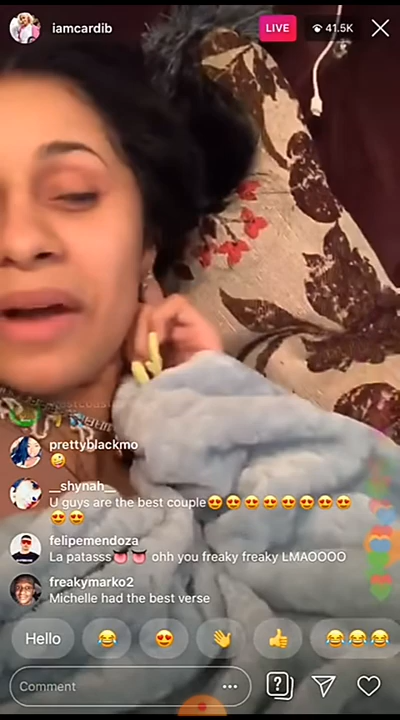 iamcardib
LIVE
41.5K
prettyblackmo
🤪
__shynah__
U guys are the best couple😍😍😍😍😍😍😍😍
😍😍
felipemendoza
La patasss👅👅 ohh you freaky freaky LMAOOOO
freakymarko2
Michelle had the best verse
Hello 😂 😍 👋 👍 😂😂😂
Comment